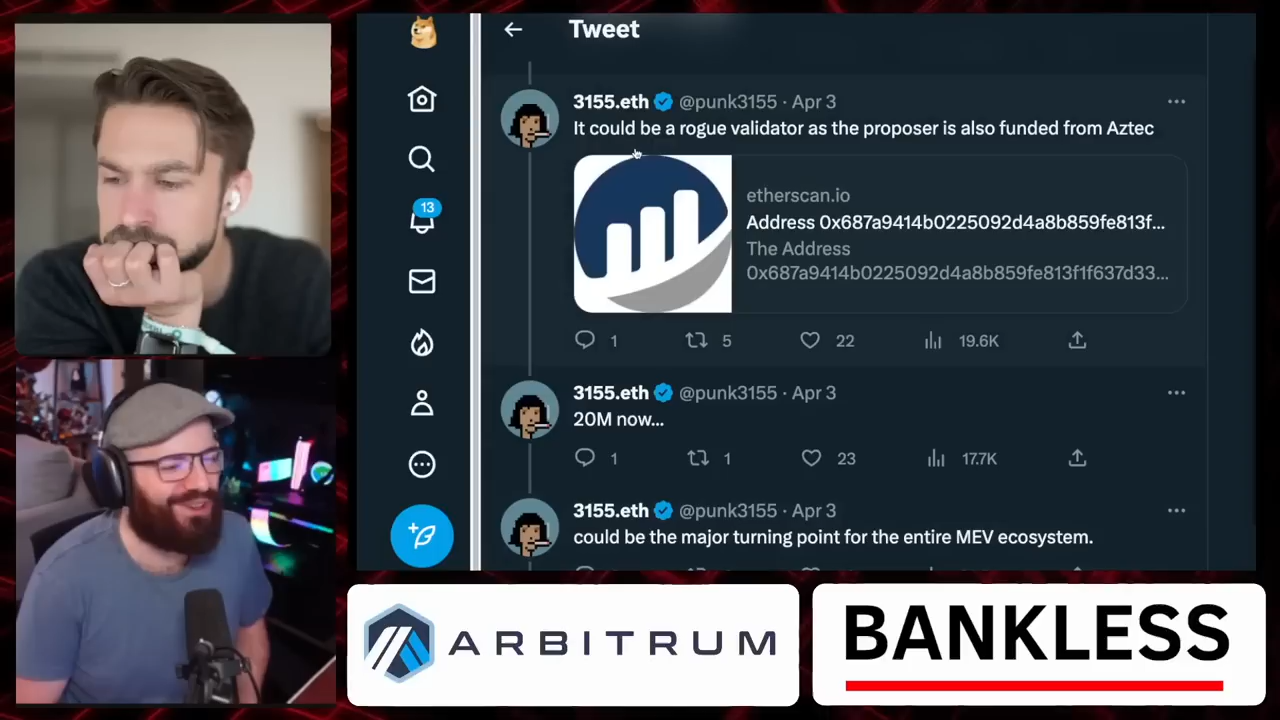 Tweet
3155.eth @punk3155 · Apr 3
It could be a rogue validator as the proposer is also funded from Aztec
etherscan.io
Address 0x687a9414b0225092d4a8b859fe813f...
The Address
0x687a9414b0225092d4a8b859fe813f1f637d33...
1 5 22 19.6K
13
3155.eth @punk3155 · Apr 3
20M now...
1 1 23 17.7K
3155.eth @punk3155 · Apr 3
could be the major turning point for the entire MEV ecosystem.
ARBITRUM
BANKLESS